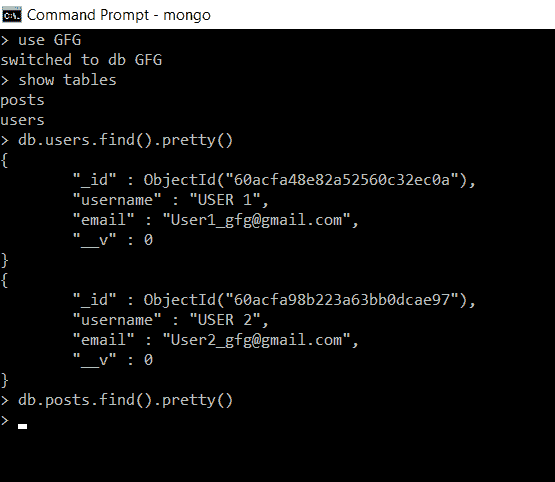 C:\. Command Prompt - mongo
> use GFG
switched to db GFG
> show tables
posts
users
> db.users.find().pretty()
{
        "_id" : ObjectId("60acfa48e82a52560c32ec0a"),
        "username" : "USER 1",
        "email" : "User1_gfg@gmail.com",
        "__v" : 0
}
{
        "_id" : ObjectId("60acfa98b223a63bb0dcae97"),
        "username" : "USER 2",
        "email" : "User2_gfg@gmail.com",
        "__v" : 0
}
> db.posts.find().pretty()
>